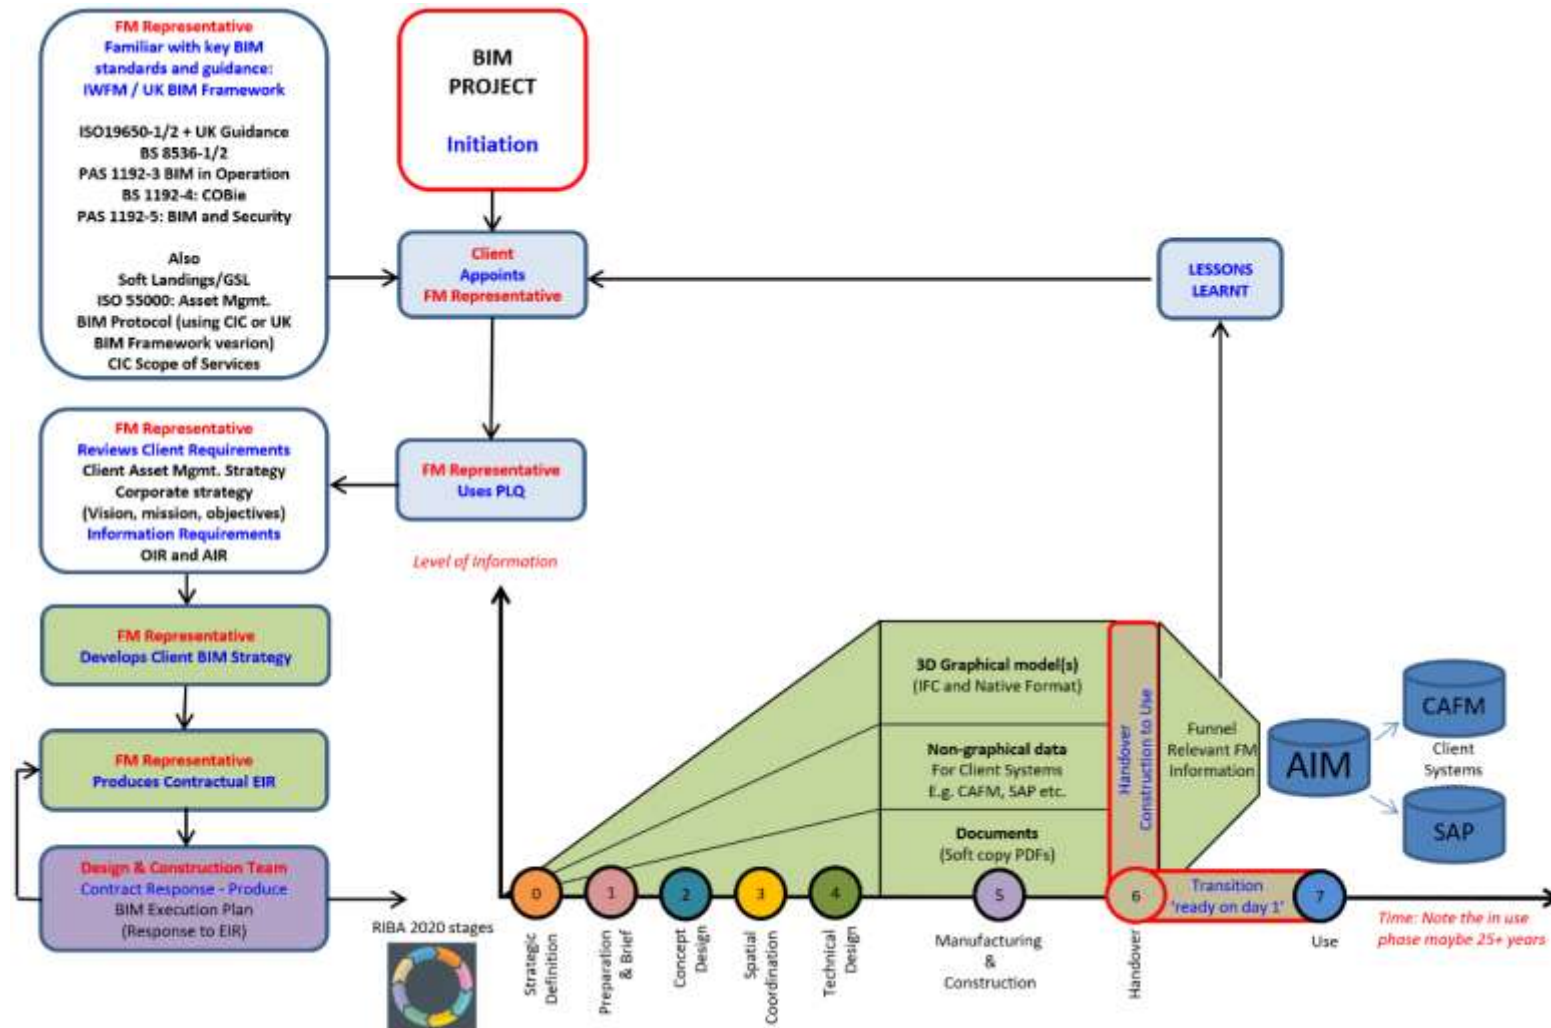 FM Representative
Familiar with key BIM
standards and guidance:
IWFM / UK BIM Framework
ISO19650-1/2 + UK Guidance
BS 8536-1/2
PAS 1192-3 BIM in Operation
BS 1192-4: COBie
PAS 1192-5: BIM and Security
Also
Soft Landings/GSL
ISO 55000: Asset Mgmt.
BIM Protocol (using CIC or UK
BIM Framework vesrion)
CIC Scope of Services
BIM
PROJECT
Initiation
Client
Appoints
FM Representative
LESSONS
LEARNT
FM Representative
Uses PLQ
FM Representative
Reviews Client Requirements
Client Asset Mgmt. Strategy
Corporate strategy
(Vision, mission, objectives)
Information Requirements
OIR and AIR
FM Representative
Develops Client BIM Strategy
FM Representative
Produces Contractual EIR
Design & Construction Team
Contract Response - Produce
BIM Execution Plan
(Response to EIR)
Level of Information
3D Graphical model(s)
(IFC and Native Format)
Non-graphical data
For Client Systems
E.g. CAFM, SAP etc.
Documents
(Soft copy PDFs)
Handover
Construction to Use
Funnel
Relevant FM
Information
AIM
CAFM
Client
Systems
SAP
0
1
2
3
4
5
6
Transition
'ready on day 1'
7
Time: Note the in use
phase maybe 25+ years
RIBA 2020 stages
Strategic
Definition
Preparation
& Brief
Concept
Design
Spatial
Coordination
Technical
Design
Manufacturing
&
Construction
Handover
Use